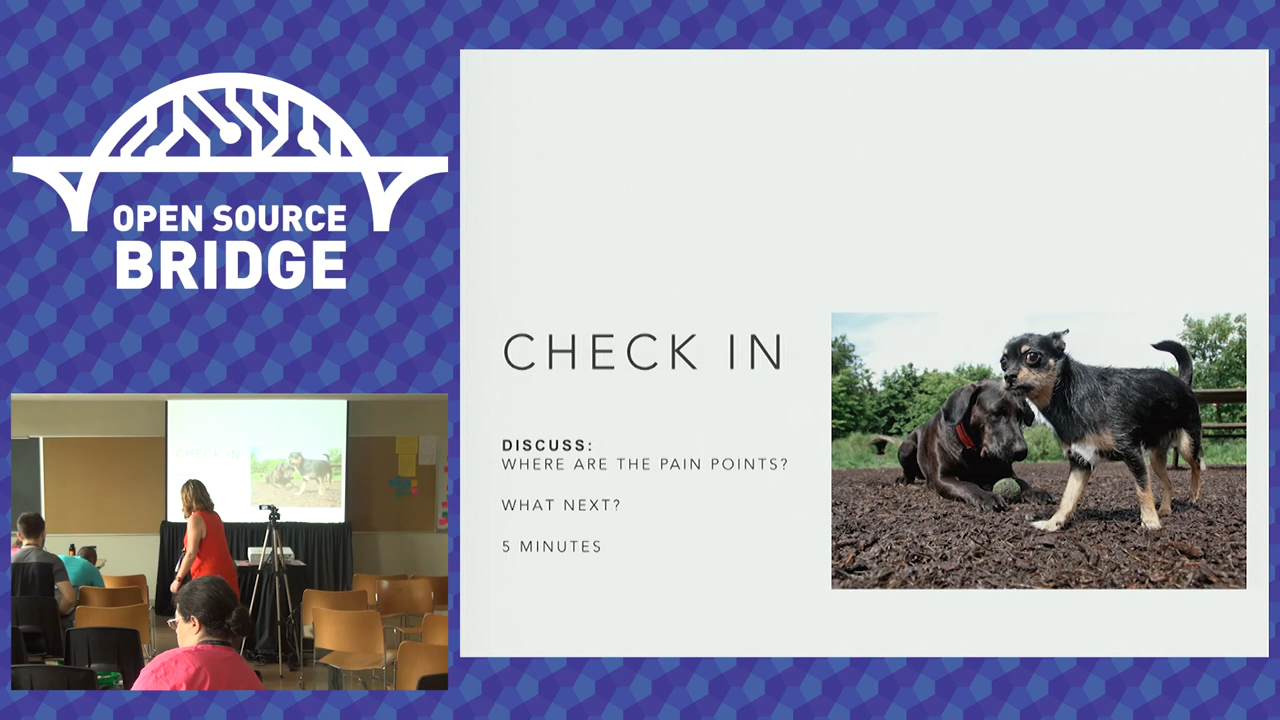 OPEN SOURCE
BRIDGE
CHECK IN
DISCUSS:
WHERE ARE THE PAIN POINTS?
WHAT NEXT?
5 MINUTES
CHECK IN